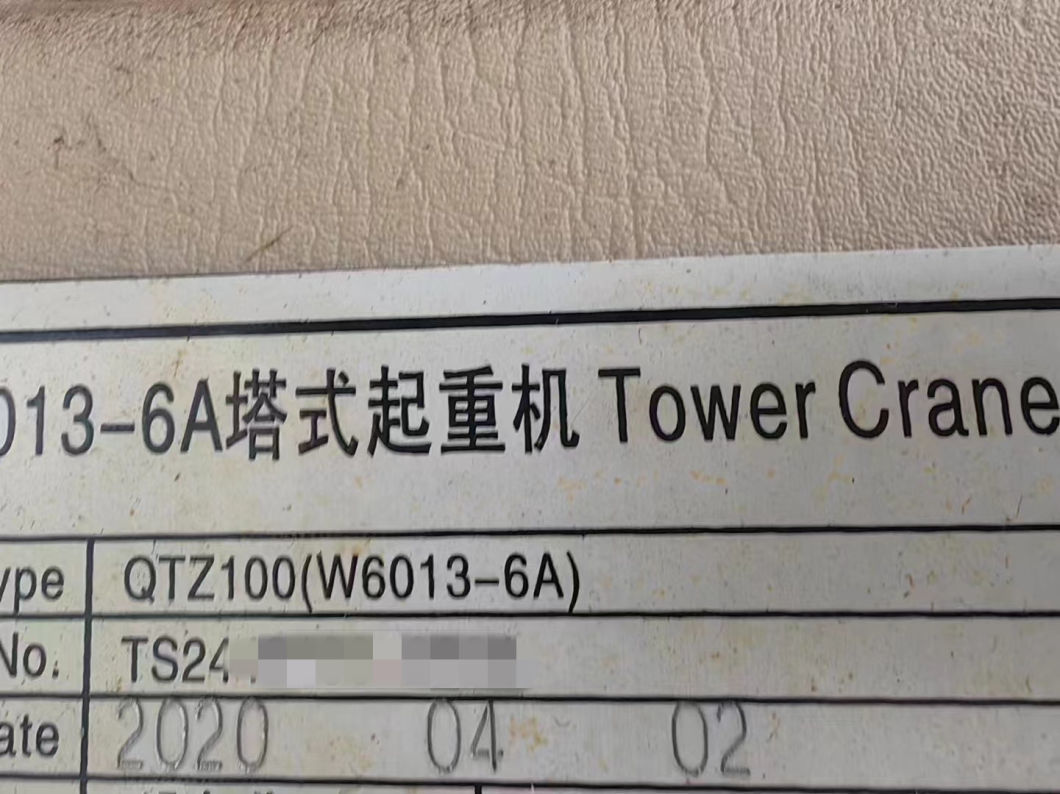 013-6A塔式起重机 Tower Crane
ype QTZ100(W6013-6A)
No. TS24
ate 2020 04 02